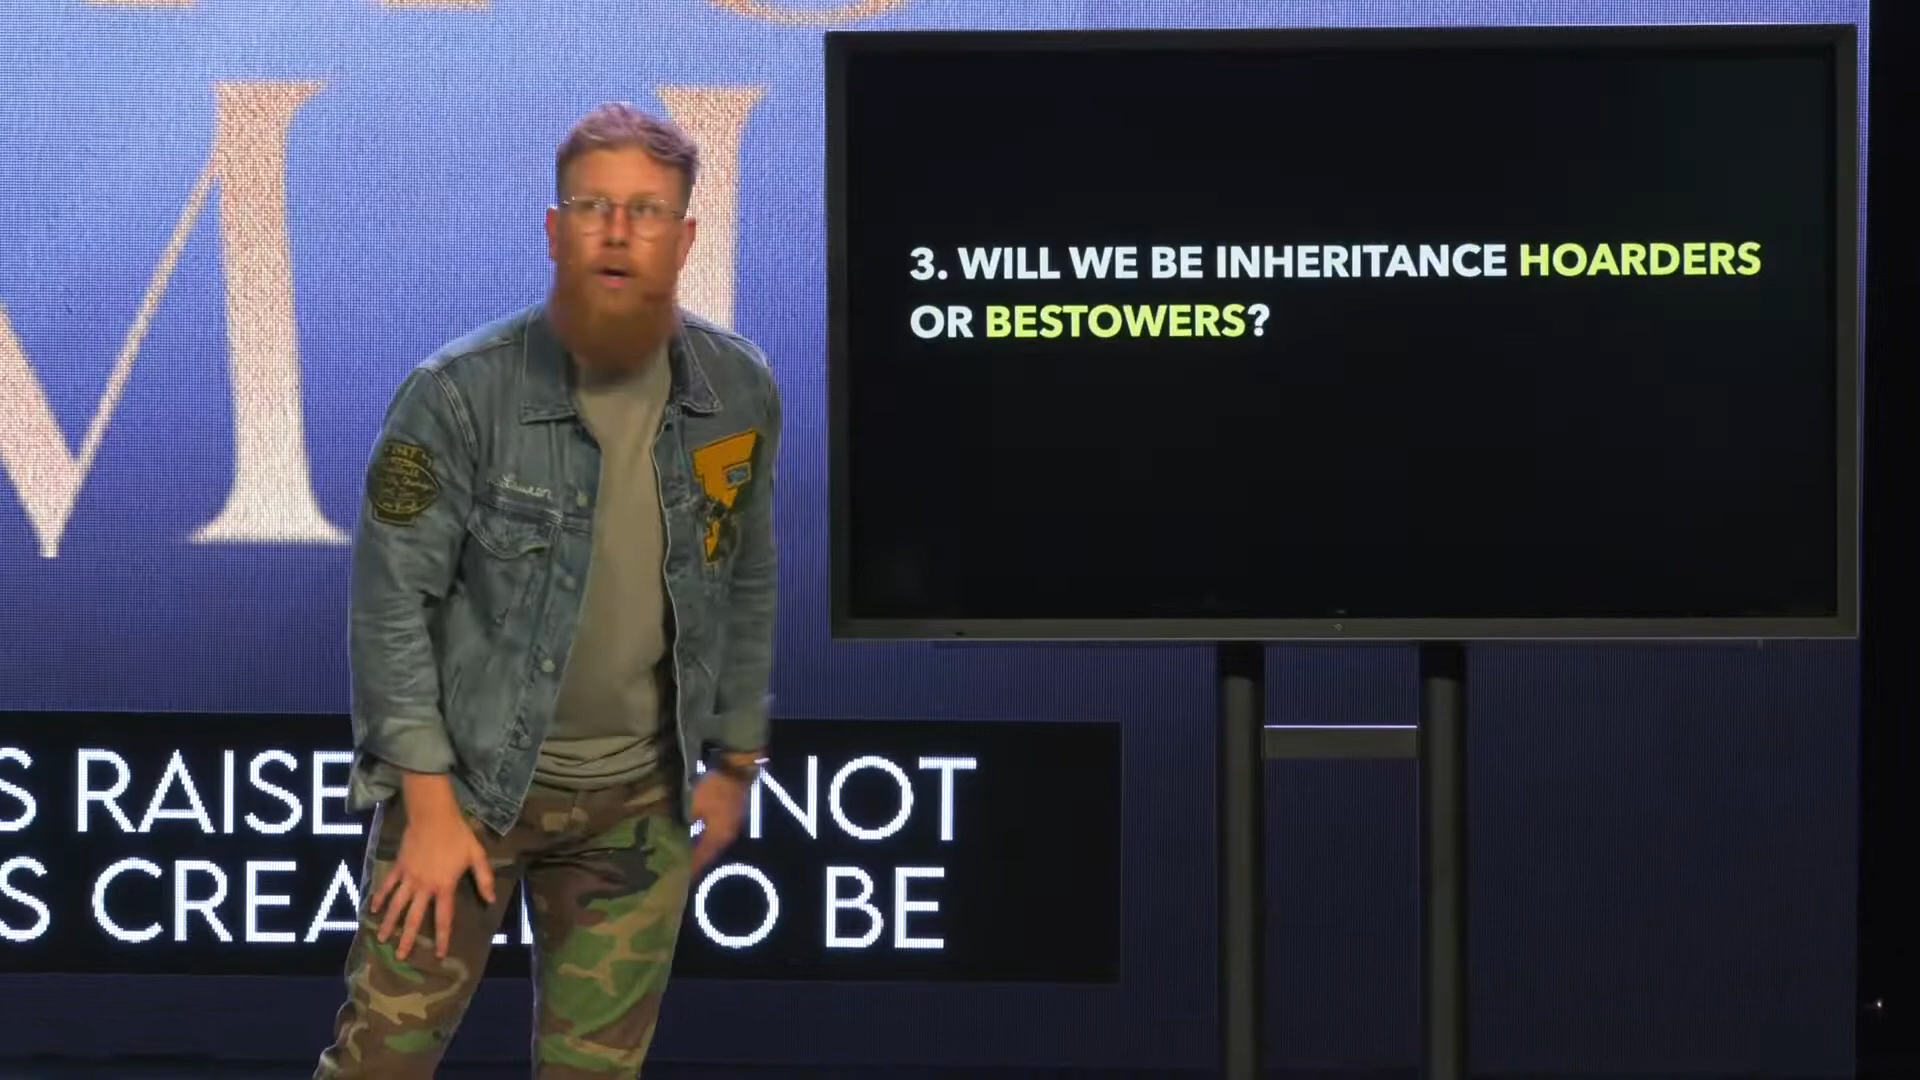 3. WILL WE BE INHERITANCE HOARDERS
OR BESTOWERS?
S RAISE NOT
S CREA O BE